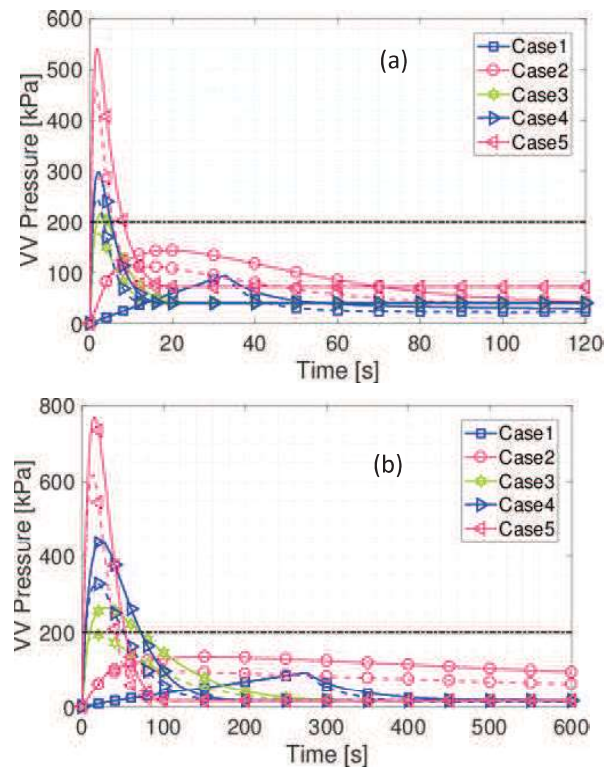 600
500
400
300
200
100
0
VV Pressure [kPa]
(a)
Case1
Case2
Case3
Case4
Case5
0 20 40 60 80 100 120
Time [s]
800
600
400
200
0
VV Pressure [kPa]
(b)
Case1
Case2
Case3
Case4
Case5
0 100 200 300 400 500 600
Time [s]